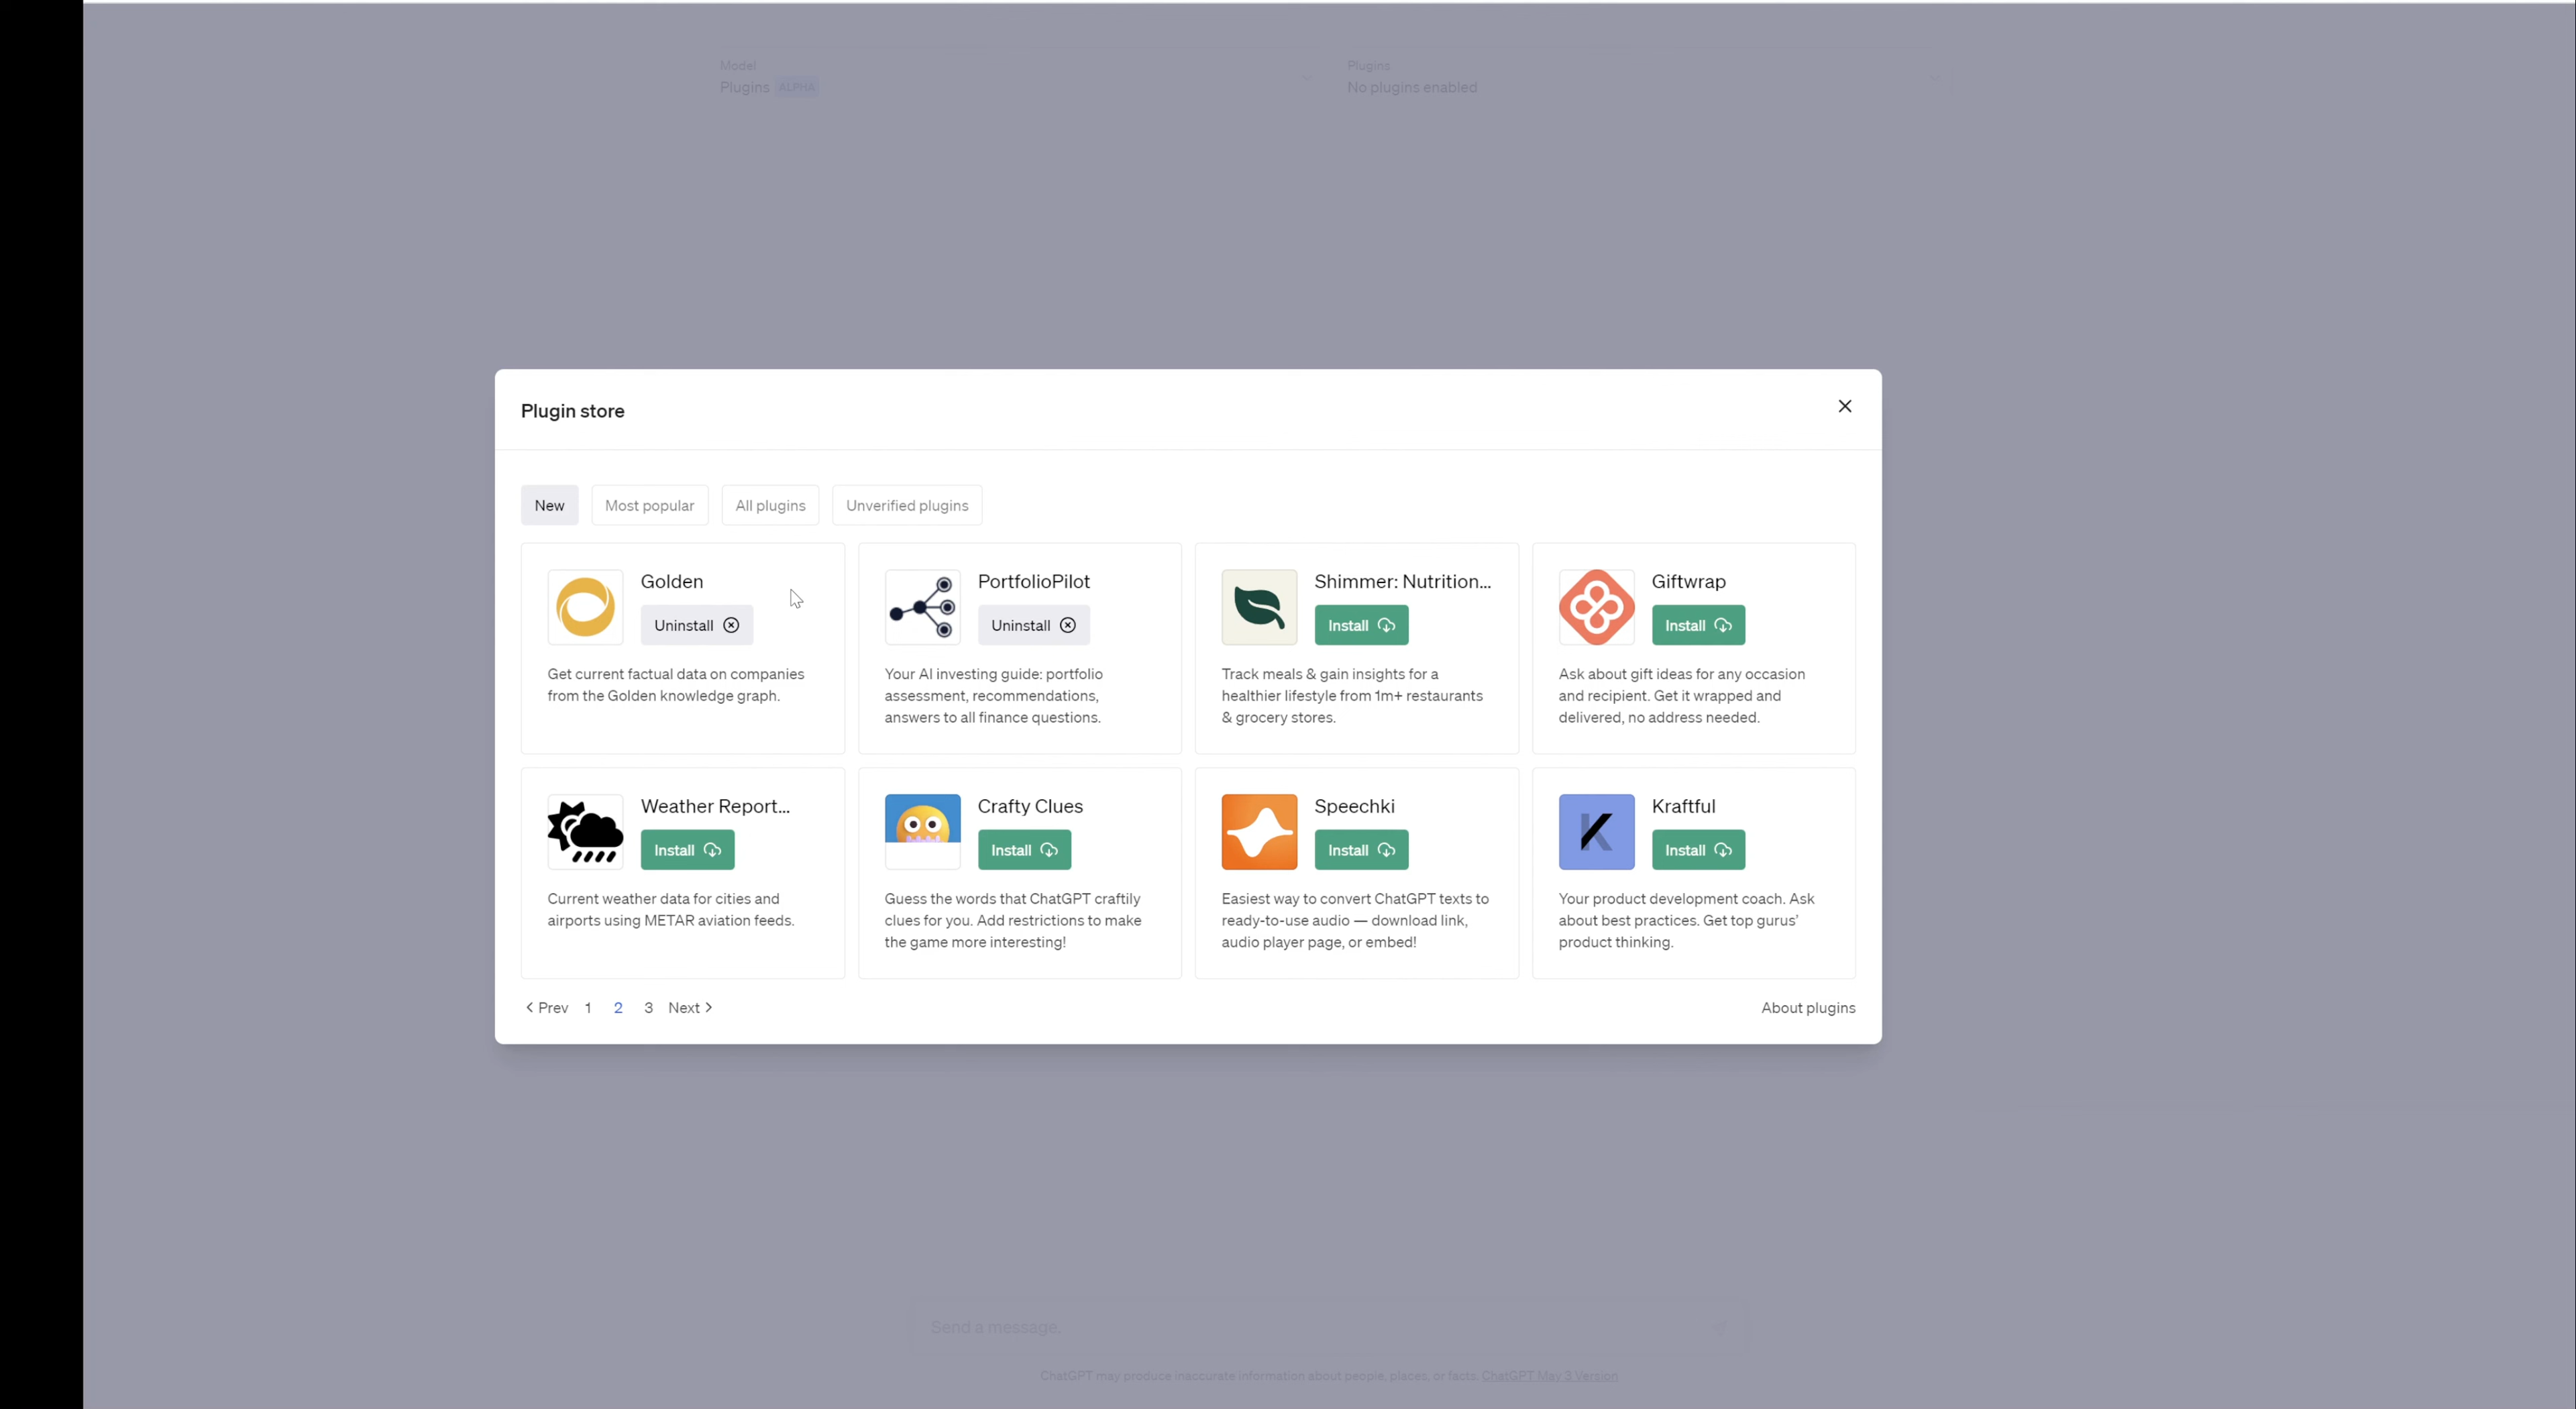 Model
Plugins ALPHA
Plugins
No plugins enabled
Plugin store
New
Most popular
All plugins
Unverified plugins
Golden
Uninstall
Get current factual data on companies
from the Golden knowledge graph.
PortfolioPilot
Uninstall
Your AI investing guide: portfolio
assessment, recommendations,
answers to all finance questions.
Shimmer: Nutrition...
Install
Track meals & gain insights for a
healthier lifestyle from 1m+ restaurants
& grocery stores.
Giftwrap
Install
Ask about gift ideas for any occasion
and recipient. Get it wrapped and
delivered, no address needed.
Weather Report...
Install
Current weather data for cities and
airports using METAR aviation feeds.
Crafty Clues
Install
Guess the words that ChatGPT craftily
clues for you. Add restrictions to make
the game more interesting!
Speechki
Install
Easiest way to convert ChatGPT texts to
ready-to-use audio — download link,
audio player page, or embed!
K
Kraftful
Install
Your product development coach. Ask
about best practices. Get top gurus’
product thinking.
Prev 1 2 3 Next
About plugins
Send a message.
ChatGPT may produce inaccurate information about people, places, or facts. ChatGPT May 3 Version